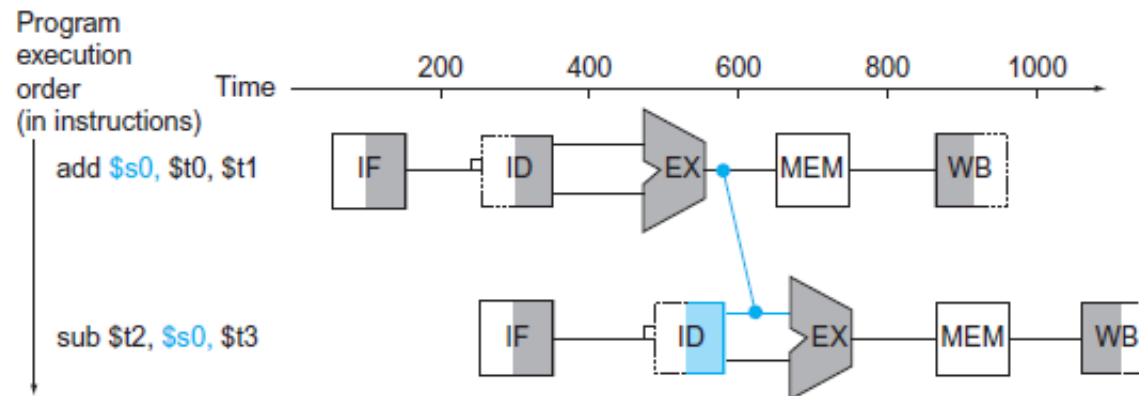 Program
execution
order
(in instructions)
Time
200 400 600 800 1000
add $s0, $t0, $t1
IF ID EX MEM WB
sub $t2, $s0, $t3
IF ID EX MEM WB